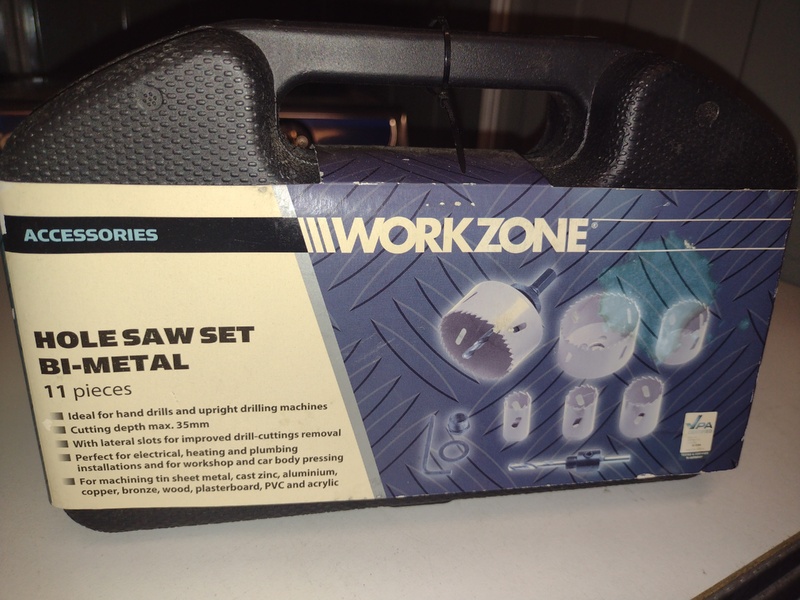 ACCESSORIES
WORKZONE®
HOLE SAW SET
BI-METAL
11 pieces
Ideal for hand drills and upright drilling machines
Cutting depth max. 35mm
With lateral slots for improved drill-cuttings removal
Perfect for electrical, heating and plumbing
installations and for workshop and car body pressing
For machining tin sheet metal, cast zinc, aluminium,
copper, bronze, wood, plasterboard, PVC and acrylic
VPA